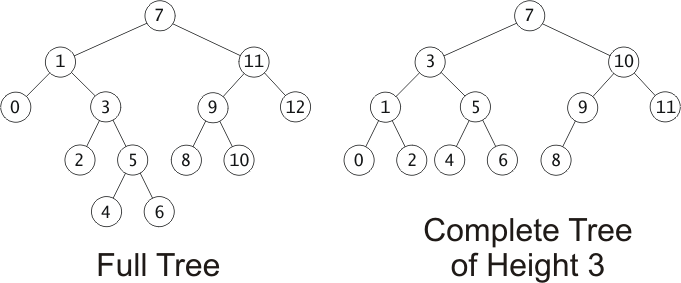 7 7
1 11 3 10
0 3 9 12 1 5 9 11
2 5 8 10 0 2 4 6 8
4 6
Full Tree
Complete Tree
of Height 3